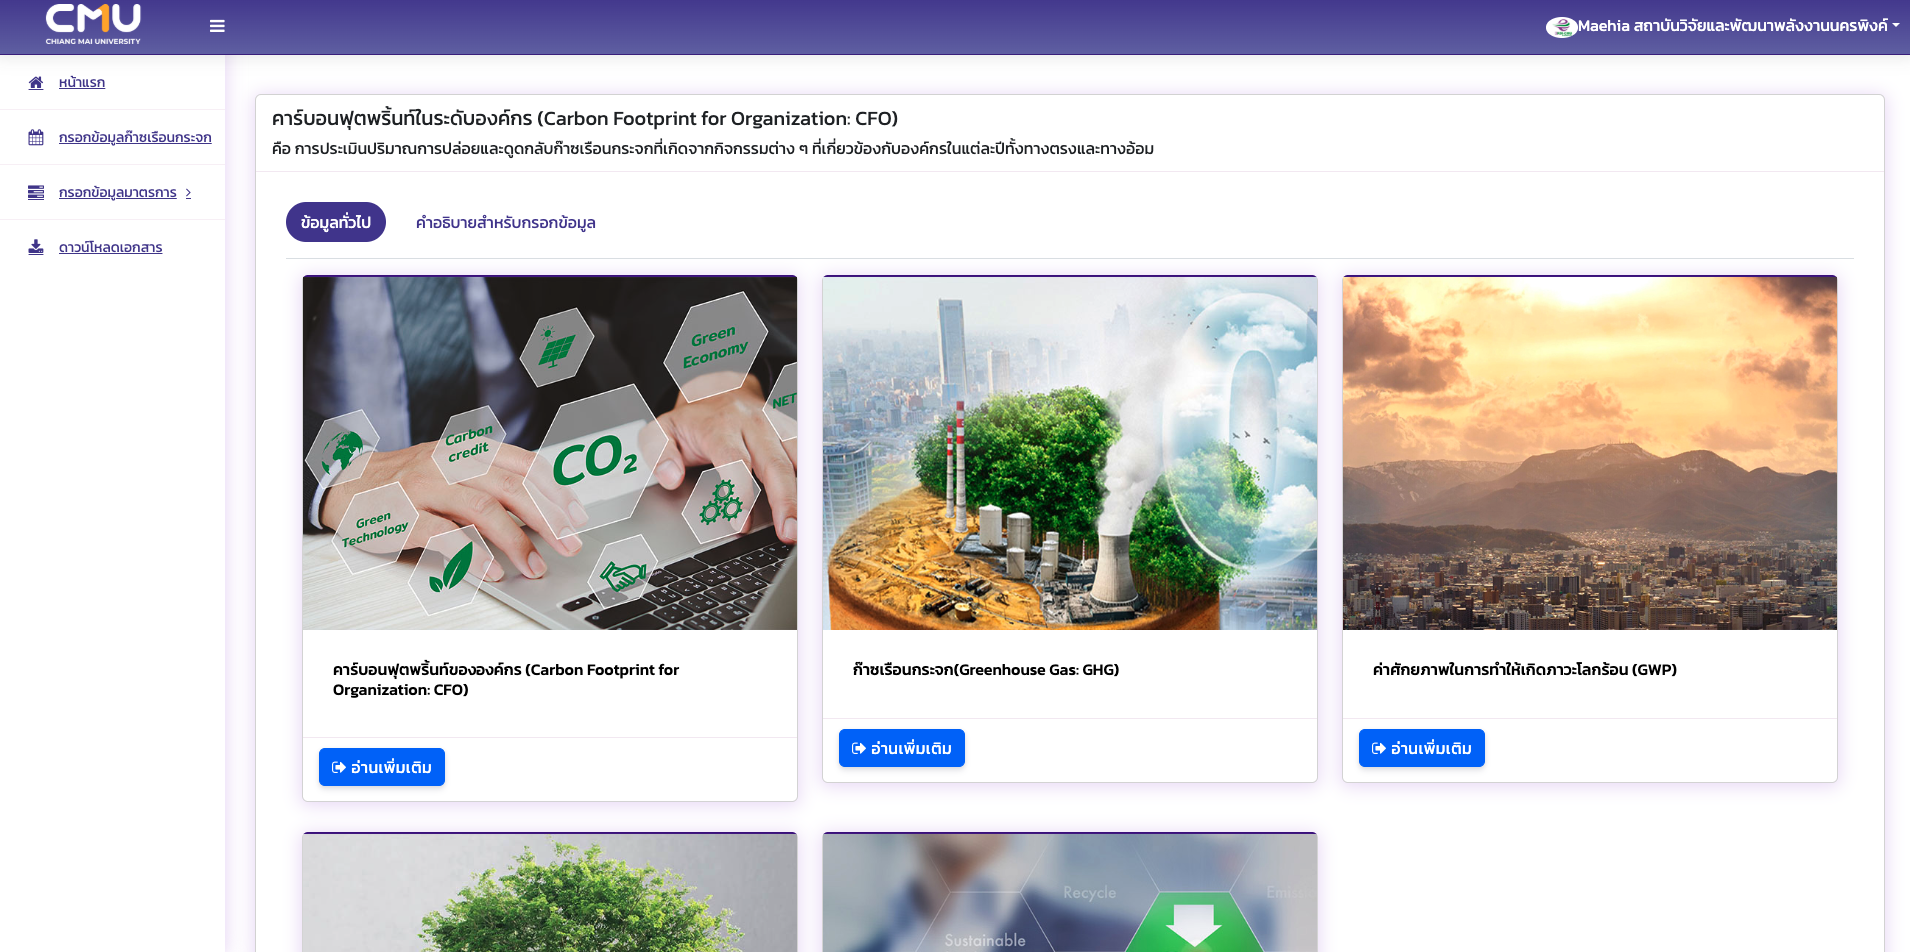 CMU
CHIANG MAI UNIVERSITY
Maehia สถาบันวิจัยและพัฒนาพลังงานนครพิงค์
หน้าแรก
กรอกข้อมูลก๊าซเรือนกระจก
กรอกข้อมูลมาตรการ
ดาวน์โหลดเอกสาร
คาร์บอนฟุตพริ้นท์ในระดับองค์กร (Carbon Footprint for Organization: CFO)
คือ การประเมินปริมาณการปล่อยและดูดกลับก๊าซเรือนกระจกที่เกิดจากกิจกรรมต่าง ๆ ที่เกี่ยวข้องกับองค์กรในแต่ละปีทั้งทางตรงและทางอ้อม
ข้อมูลทั่วไป
คำอธิบายสำหรับกรอกข้อมูล
Green
Economy
NET
Carbon
credit
CO₂
Green
Technology
คาร์บอนฟุตพริ้นท์ขององค์กร (Carbon Footprint for
Organization: CFO)
อ่านเพิ่มเติม
ก๊าซเรือนกระจก(Greenhouse Gas: GHG)
อ่านเพิ่มเติม
ค่าศักยภาพในการทำให้เกิดภาวะโลกร้อน (GWP)
อ่านเพิ่มเติม
Recycle
Emiss
Sustainable